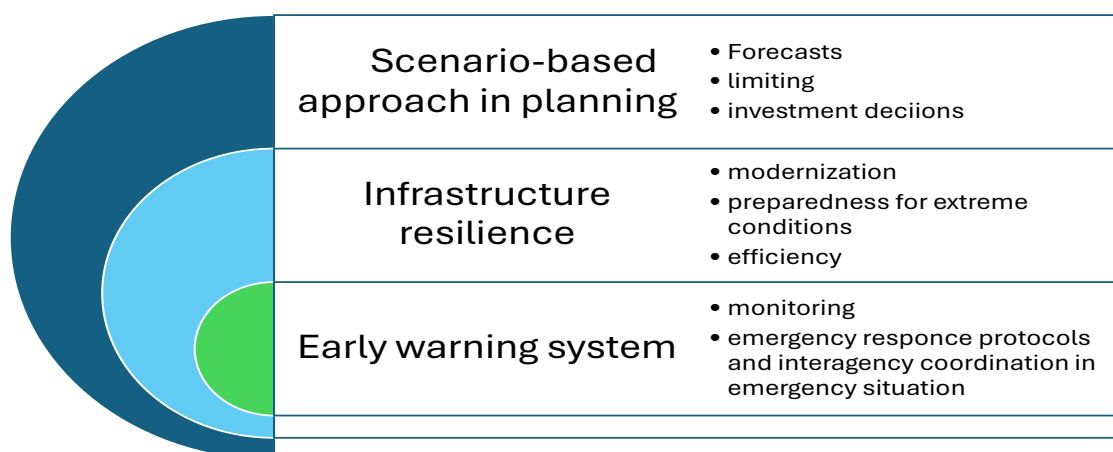 Scenario-based
approach in planning
• Forecasts
• limiting
• investment deciions
Infrastructure
resilience
• modernization
• preparedness for extreme
conditions
• efficiency
Early warning system
• monitoring
• emergency responce protocols
and interagency coordination in
emergency situation